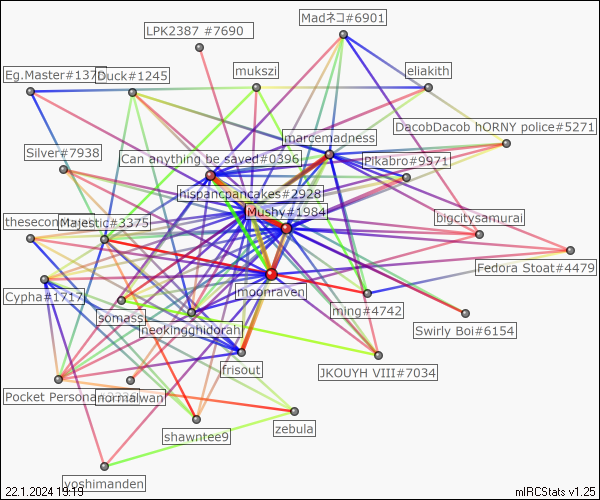 Madネコ#6901
LPK2387 #7690
mukszi
eliakith
Eg.Master#137
Duck#1245
DacobDacob hORNY police#5271
marcemadness
Silver#7938
Can anything be saved#0396
Pikabro#9971
hispancpancakes#2928
Mushy#1984
bigcitysamurai
Majestic#3375
Fedora Stoat#4479
moonraven
Cypha#1717
somass
ming#4742
neckingghidorah
Swirly Boi#6154
frisout
JKOUYH VIII#7034
Pocket Persona
normalwan
zebula
shawntee9
yoshimanden
22.1.2024 19:19
mIRCStats v1.25